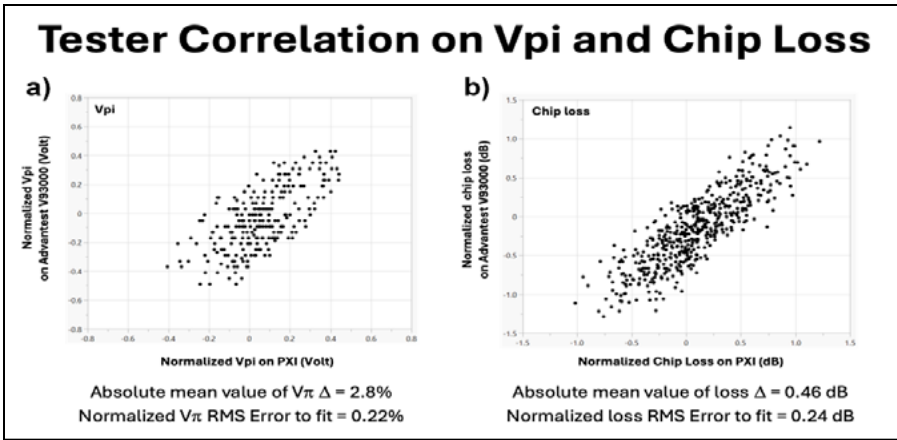 Tester Correlation on Vpi and Chip Loss
a)
Vpi
0.8
0.6
0.4
0.2
0
-0.2
-0.4
-0.6
-0.8
-0.8 -0.6 -0.4 -0.2 0 0.2 0.4 0.6 0.8
Normalized Vpi
on Advantest V93000 (Volt)
Normalized Vpi on PXI (Volt)
Absolute mean value of Vπ Δ = 2.8%
Normalized Vπ RMS Error to fit = 0.22%
b)
Chip loss
1.5
1.0
0.5
0
-0.5
-1.0
-1.5
-1.5 -1.0 -0.5 0 0.5 1.0 1.5
Normalized chip loss
on Advantest V93000 (dB)
Normalized Chip Loss on PXI (dB)
Absolute mean value of loss Δ = 0.46 dB
Normalized loss RMS Error to fit = 0.24 dB